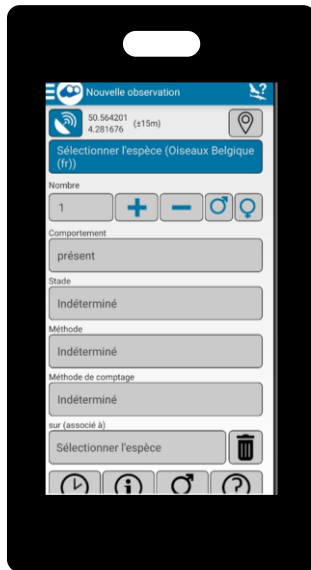 Nouvelle observation
50.564201
4.281676 (±15m)
Sélectionner l'espèce (Oiseaux Belgique
(fr))
Nombre
1
Comportement
présent
Stade
Indéterminé
Méthode
Indéterminé
Méthode de comptage
Indéterminé
sur (associé à)
Sélectionner l'espèce